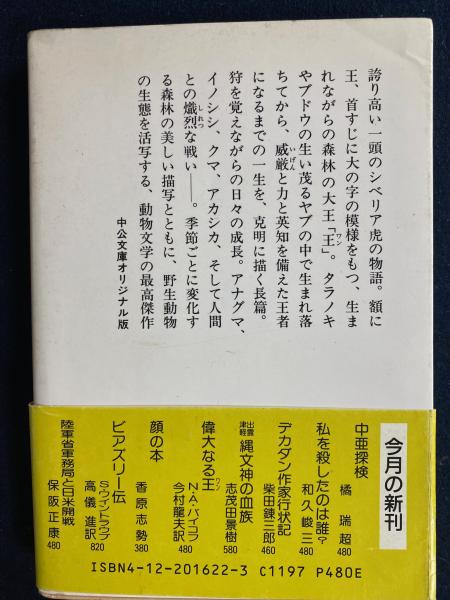 誇り高い一頭のシベリア虎の物語。額に
王、首すじに大の字の模様をもつ、生ま
れながらの森林の大王「王」。タラノキ
ワン
やブドウの生い茂るヤブの中で生まれ落
ちてから、威厳と力と英知を備えた王者
いげん
になるまでの一生を、克明に描く長篇。
狩を覚えながらの日々の成長。アナグマ、
イノシシ、クマ、アカシカ、そして人間
との熾烈な戦い――。季節ごとに変化す
しれつ
る森林の美しい描写とともに、野生動物
の生態を活写する、動物文学の最高傑作
中公文庫オリジナル版
今月の新刊
中亜探検
橘瑞超 480
私を殺したのは誰?
和久峻三 480
デカダン作家行状記
柴田錬三郎 460
出雲津軽 縄文神の血族
志茂田景樹 580
偉大なる王
ワン
N・A・バイコフ
今村龍夫訳 480
顔の本
香原志勢 380
ビアズリー伝
S・ワイントラウブ
高儀進訳 820
陸軍省軍務局と日米開戦
保阪正康 480
ISBN4-12-201622-3 C1197 P480E